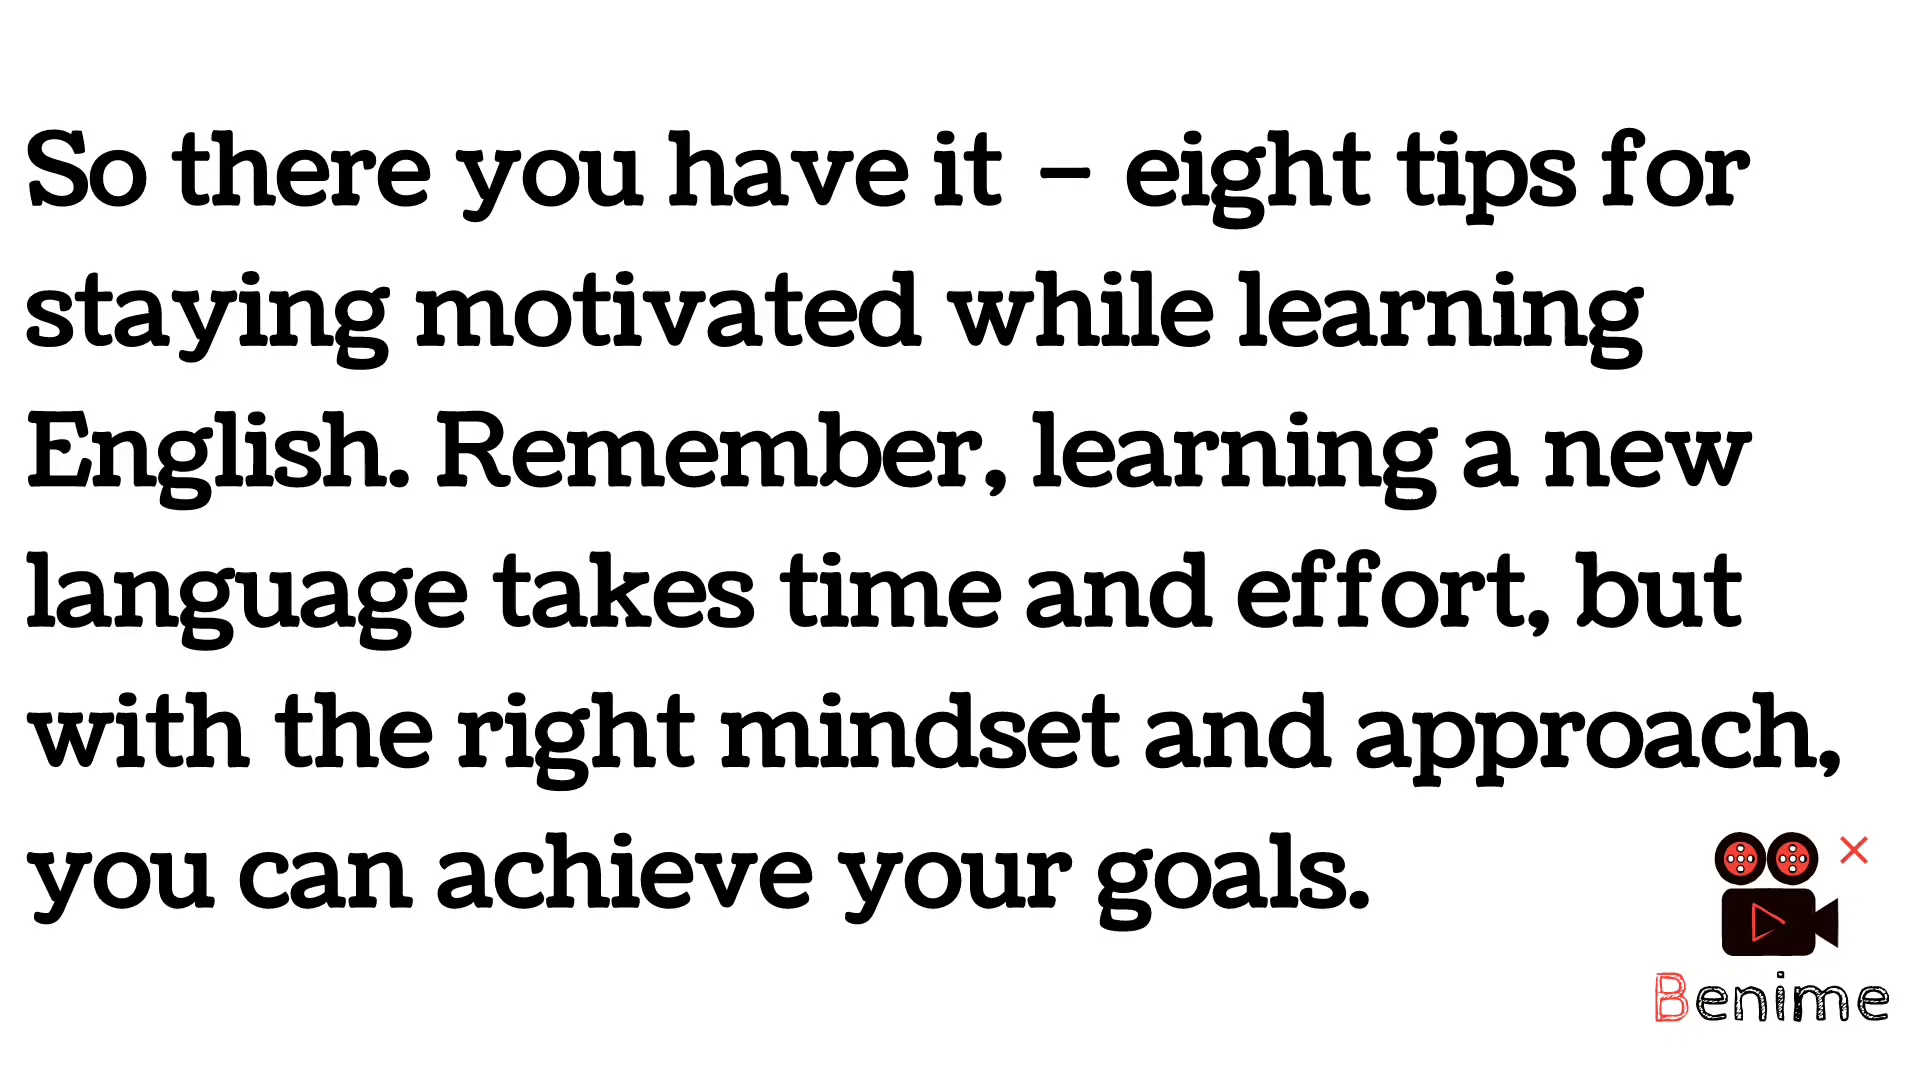 So there you have it – eight tips for
staying motivated while learning
English. Remember, learning a new
language takes time and effort, but
with the right mindset and approach,
you can achieve your goals.
Benime